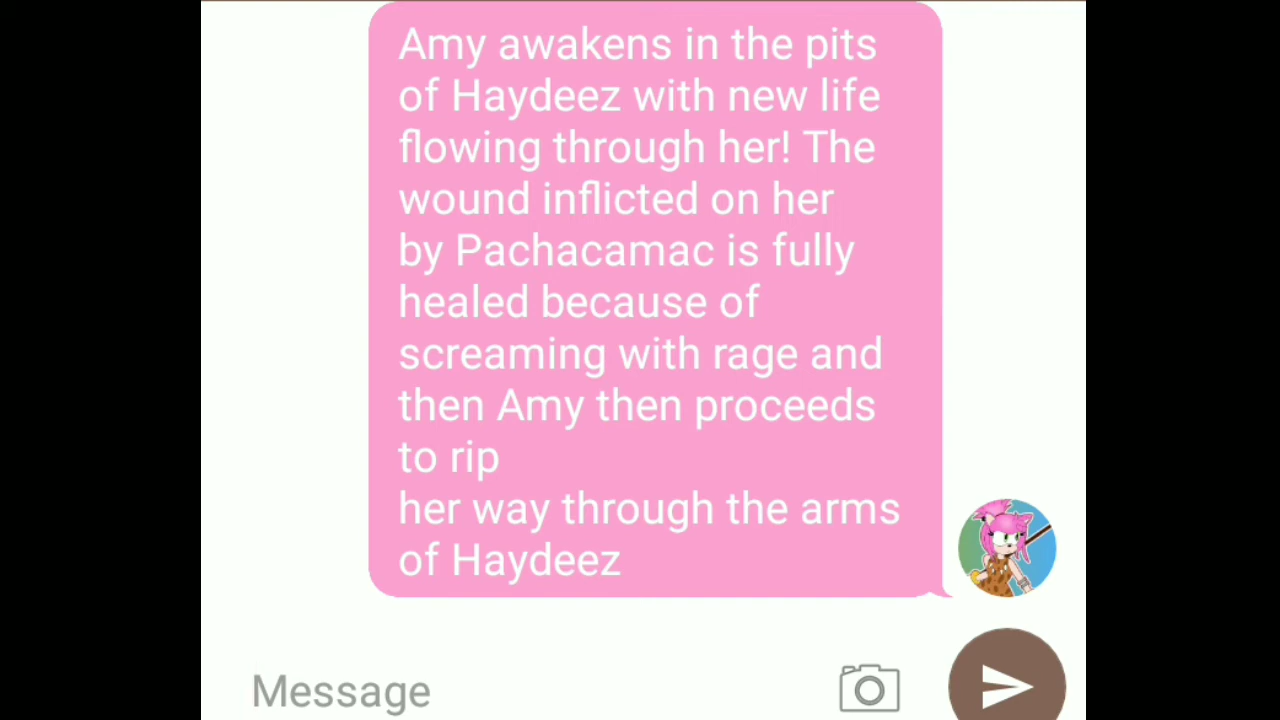 Amy awakens in the pits
of Haydeez with new life
flowing through her! The
wound inflicted on her
by Pachacamac is fully
healed because of
screaming with rage and
then Amy then proceeds
to rip
her way through the arms
of Haydeez
Message